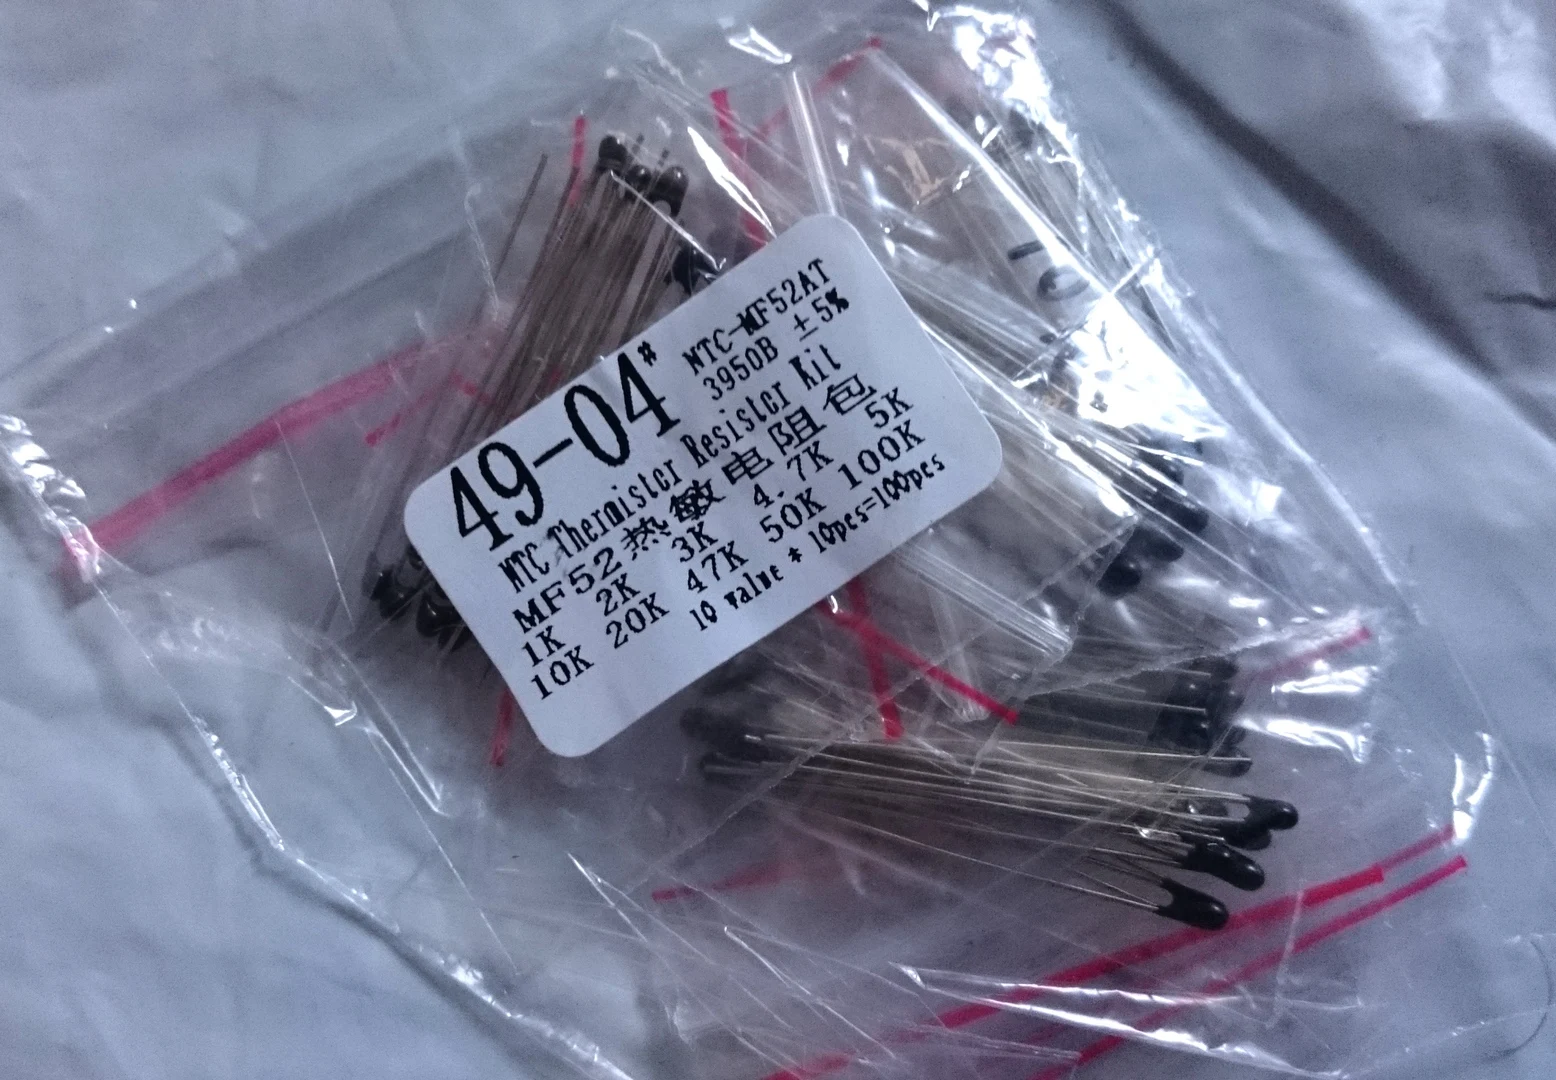 49-04#
NTC-MF52AT
3950B ±5%
NTC Thermister Resister Kit
MF52热敏电阻包
1K 2K 3K 4.7K 5K
10K 20K 47K 50K 100K
10 value * 10pcs=100pcs